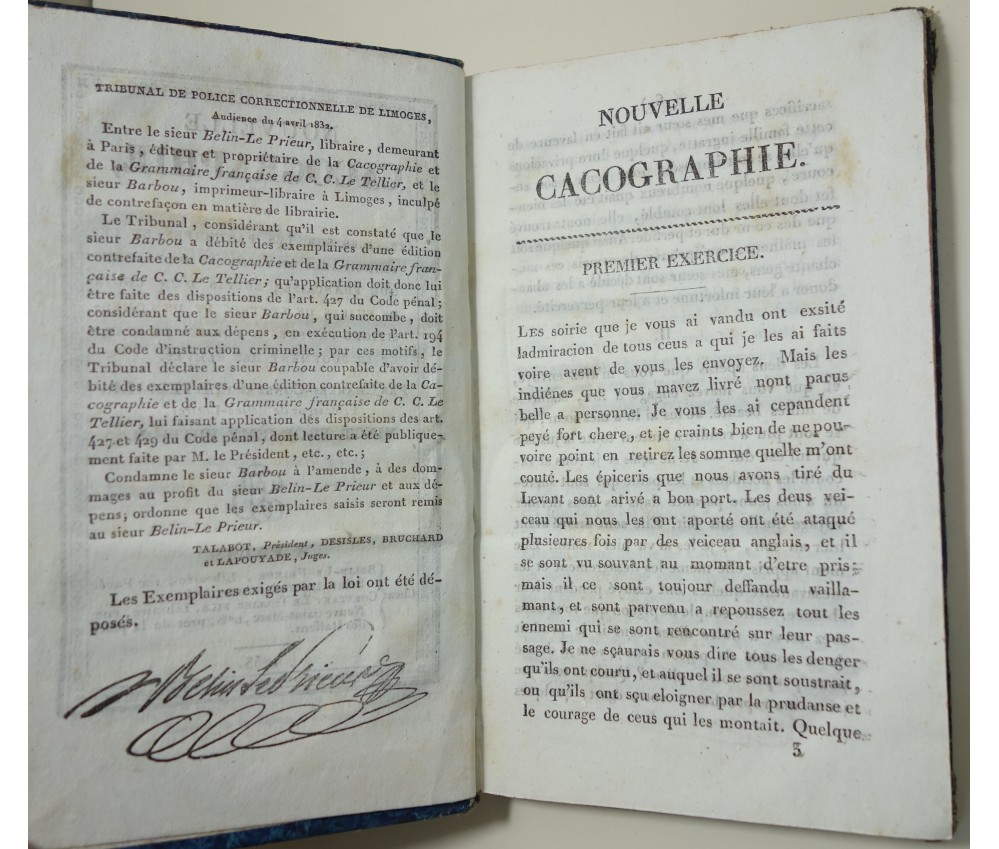 TRIBUNAL DE POLICE CORRECTIONNELLE DE LIMOGES,
Audience du 4 avril 1832.
Entre le sieur Belin-Le Prieur, libraire, demeurant
à Paris, éditeur et propriétaire de la Cacographie et
de la Grammaire française de C. C. Le Tellier, et le
sieur Barbou, imprimeur-libraire à Limoges, inculpé
de contrefaçon en matière de librairie.
Le Tribunal, considérant qu'il est constaté que le
sieur Barbou a débité des exemplaires d'une édition
contrefaite de la Cacographie et de la Grammaire fran-
çaise de C. C. Le Tellier; qu'application doit donc lui
être faite des dispositions de l'art. 427 du Code pénal;
considérant que le sieur Barbou, qui succombe, doit
être condamné aux dépens, en exécution de l'art. 194
du Code d'instruction criminelle; par ces motifs, le
Tribunal déclare le sieur Barbou coupable d'avoir dé-
bité des exemplaires d'une édition contrefaite de la Ca-
cographie et de la Grammaire française de C. C. Le
Tellier, lui faisant application des dispositions des art.
427 et 429 du Code pénal, dont lecture a été publique-
ment faite par M. le Président, etc., etc.;
Condamne le sieur Barbou à l'amende, à des dom-
mages au profit du sieur Belin-Le Prieur et aux dé-
pens; ordonne que les exemplaires saisis seront remis
au sieur Belin-Le Prieur.
TALABOT, Président, DESISLES, BRUCHARD
et LAPOUYADE, Juges.
Les Exemplaires exigés par la loi ont été dé-
posés.
Belin Le Prieur
NOUVELLE
CACOGRAPHIE.
PREMIER EXERCICE.
LES soirie que je vous ai vandu ont exsité
ladmiracion de tous ceus a qui je les ai faits
voire avent de vous les envoyez. Mais les
indiénes que vous mavez livré nont parus
belle a personne. Je vous les ai cepandent
peyé fort chere, et je craints bien de ne pou-
voire point en retirez les somme quelle m'ont
couté. Les épiceris que nous avons tiré du
Levant sont arivé a bon port. Les deus vei-
ceau qui nous les ont aporté ont été ataqué
plusieures fois par des veiceau anglais, et il
se sont vu souvant au momant d'etre pris:
mais il ce sont toujour deffandu vailla-
mant, et sont parvenu a repoussez tout les
ennemi qui se sont rencontré sur leur pas-
sage. Je ne sçaurais vous dire tous les denger
qu'ils ont couru, et auquel il se sont soustrait,
ou qu'ils ont sçu eloigner par la prudanse et
le courage de ceus qui les montait. Quelque
3